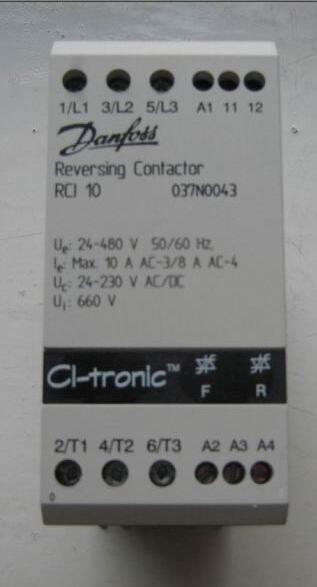 1/L1 3/L2 5/L3 A1 11 12
Danfoss
Reversing Contactor
RCI 10 037N0043
Ue: 24-480 V 50/60 Hz.
Ie: Max. 10 A AC-3/8 A AC-4
Uc: 24-230 V AC/DC
Ui: 660 V
CI-tronic™
F R
2/T1 4/T2 6/T3 A2 A3 A4
0